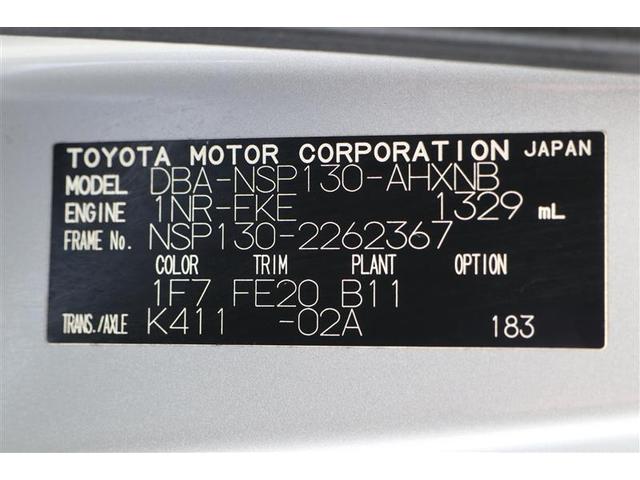 TOYOTA MOTOR CORPORATION JAPAN
MODEL DBA-NSP130-AHXNB
ENGINE 1NR-FKE 1329 mL
FRAME No. NSP130-2262367
COLOR TRIM PLANT OPTION
1F7 FE20 B11
TRANS./AXLE K411 -02A 183